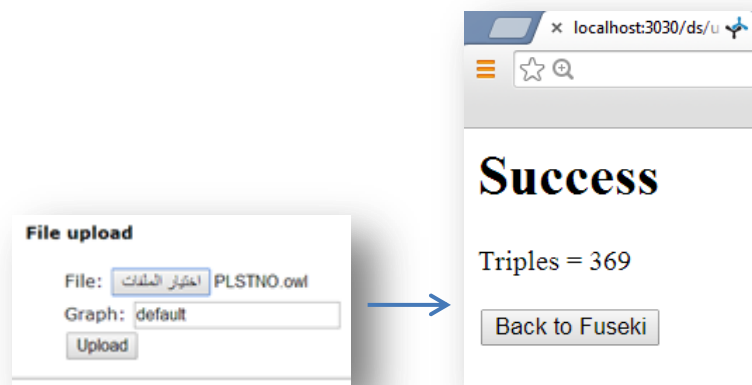 File upload
File: اختيار الملفات PLSTNO.owl
Graph: default
Upload
localhost:3030/ds/u
Success
Triples = 369
Back to Fuseki